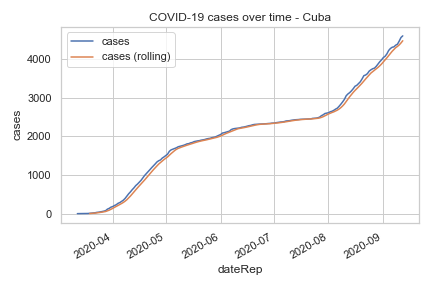 COVID-19 cases over time - Cuba
cases
cases (rolling)
4000
3000
2000
1000
0
cases
2020-04
2020-05
2020-06
2020-07
2020-08
2020-09
dateRep